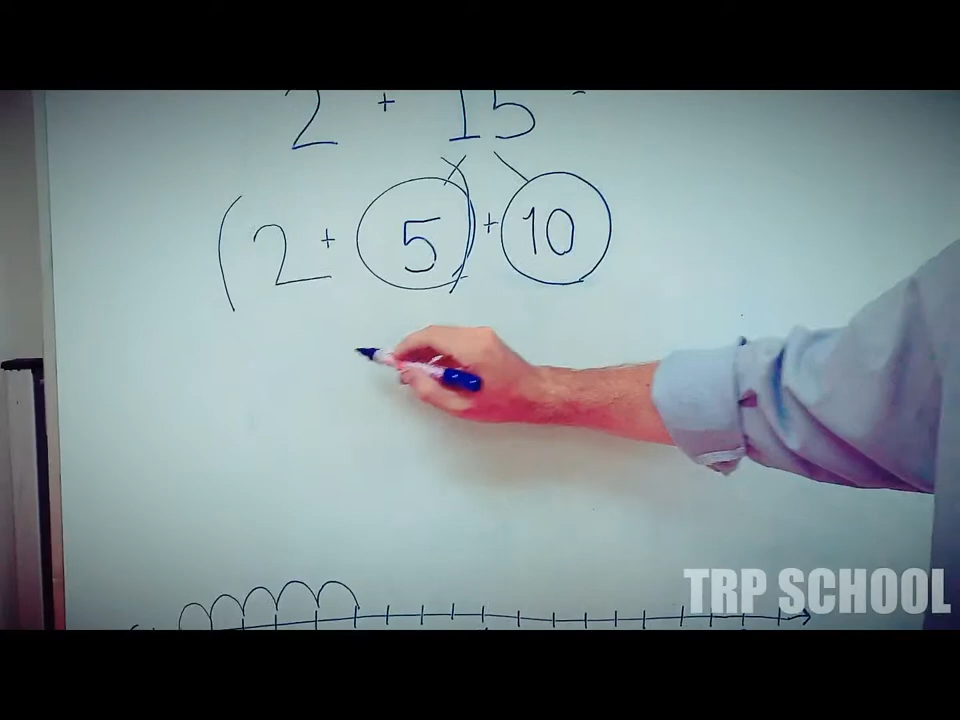 2 + 15 =
(2 + 5) + 10
TRP SCHOOL